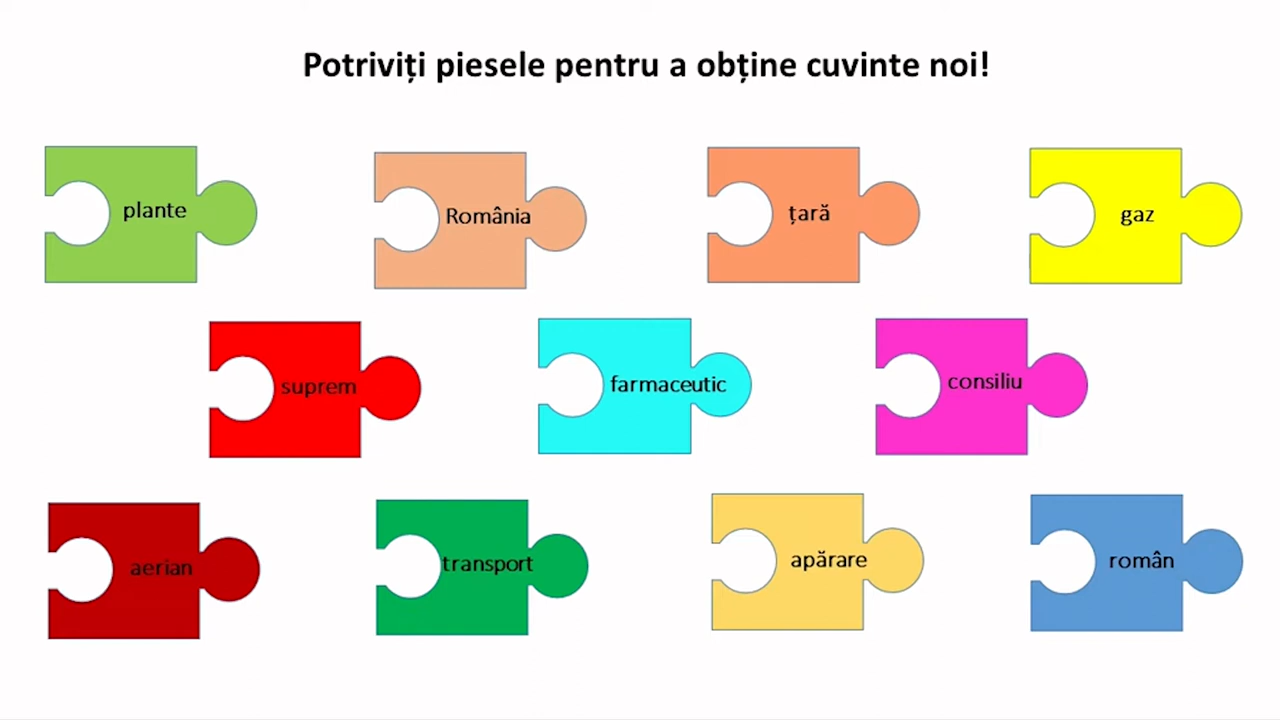 Potriviți piesele pentru a obține cuvinte noi!
plante
România
țară
gaz
suprem
farmaceutic
consiliu
aerian
transport
apărare
român